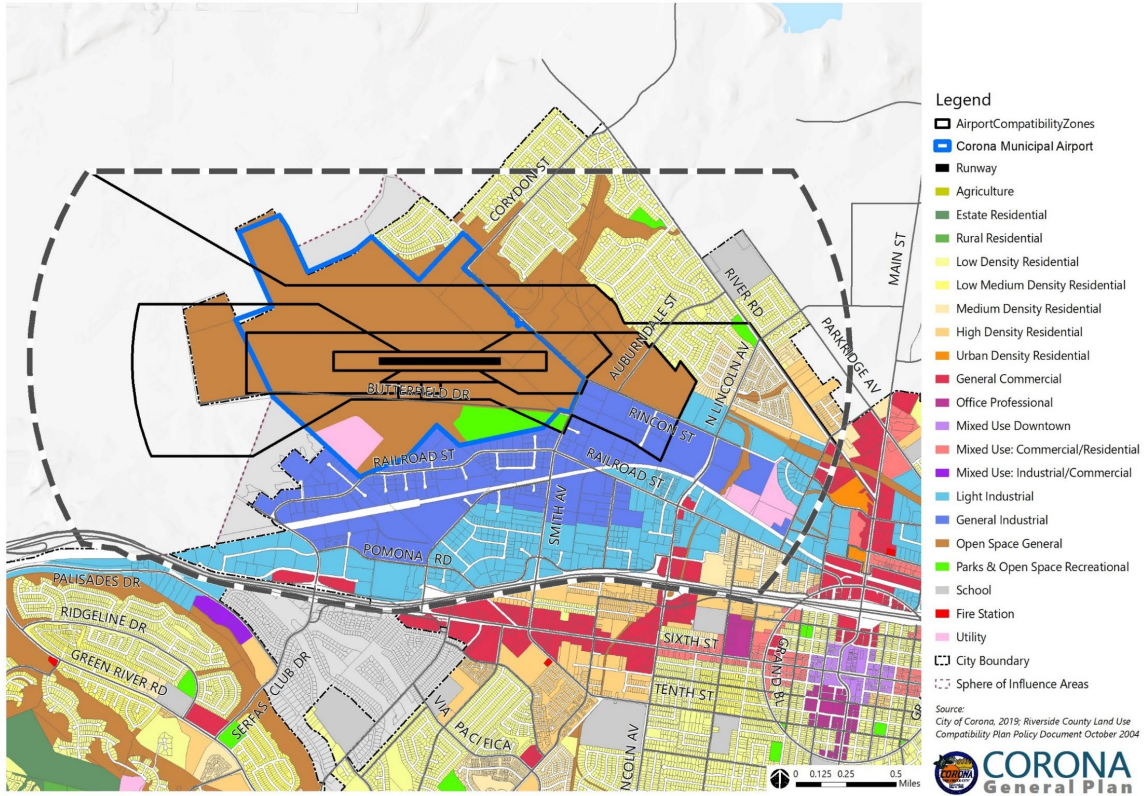 CORYDON ST
MAIN ST
RIVER RD
PARKRIDGE AV
AUBURNDALE ST
N LINCOLN AV
BUTTERFIELD DR
RINCON ST
RAILROAD ST
RAILROAD ST
SMITH AV
POMONA RD
PALISADES DR
RIDGELINE DR
GREEN RIVER RD
SERFAS CLUB DR
SIXTH ST
GRAND BL
TENTH ST
VIA PACIFICA
NCOLN AV
GR
0 0.125 0.25 0.5
Miles
Legend
AirportCompatibilityZones
Corona Municipal Airport
Runway
Agriculture
Estate Residential
Rural Residential
Low Density Residential
Low Medium Density Residential
Medium Density Residential
High Density Residential
Urban Density Residential
General Commercial
Office Professional
Mixed Use Downtown
Mixed Use: Commercial/Residential
Mixed Use: Industrial/Commercial
Light Industrial
General Industrial
Open Space General
Parks & Open Space Recreational
School
Fire Station
Utility
City Boundary
Sphere of Influence Areas
Source:
City of Corona, 2019; Riverside County Land Use
Compatibility Plan Policy Document October 2004
CORONA
CORONA
General Plan